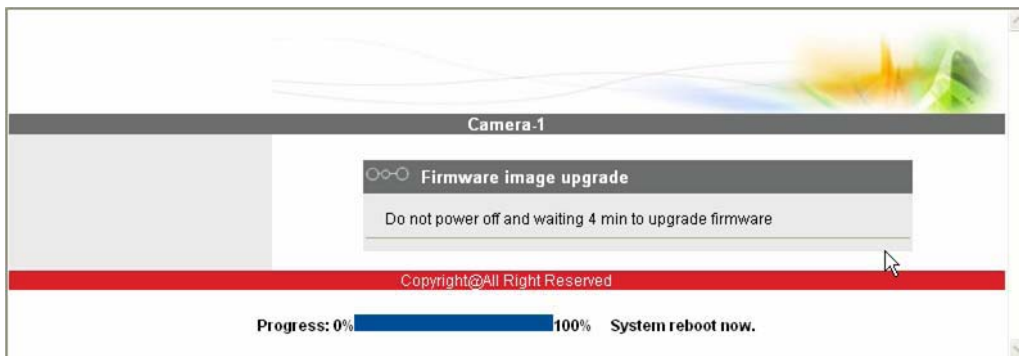 Camera-1
Firmware image upgrade
Do not power off and waiting 4 min to upgrade firmware
Copyright@All Right Reserved
Progress: 0% 100% System reboot now.